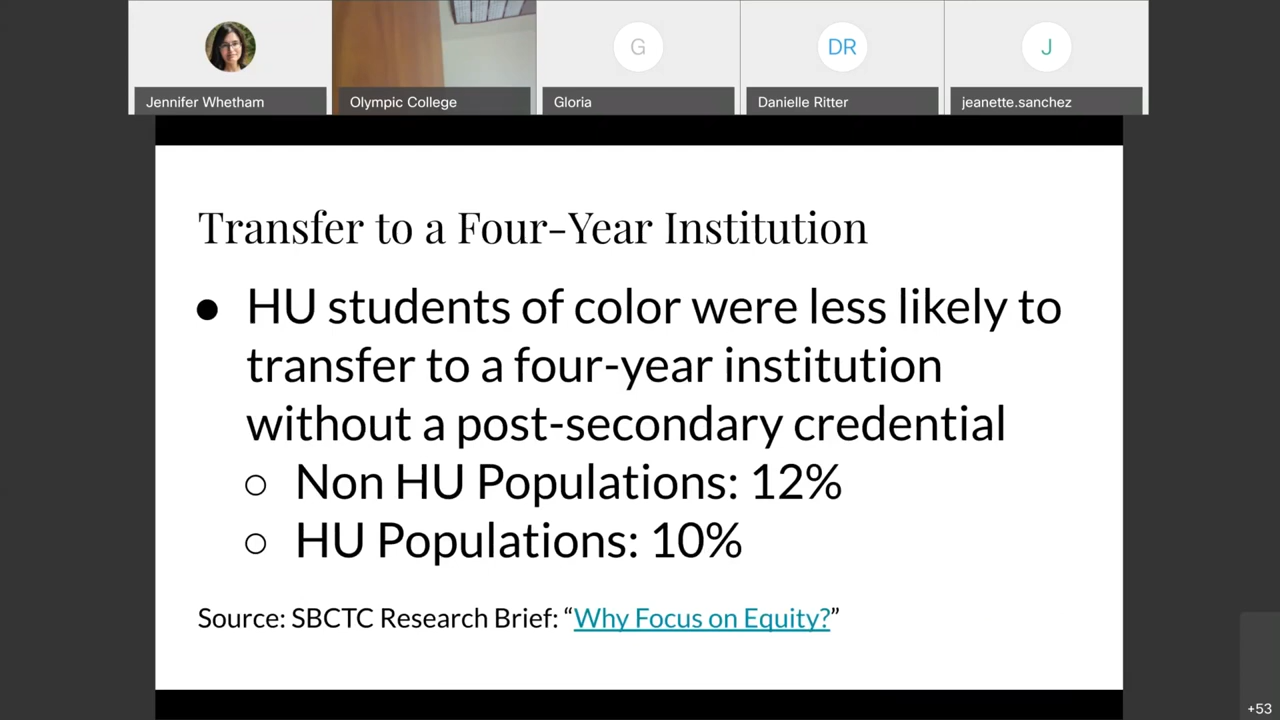 G
DR
J
Jennifer Whetham
Olympic College
Gloria
Danielle Ritter
jeanette.sanchez
Transfer to a Four-Year Institution
● HU students of color were less likely to
transfer to a four-year institution
without a post-secondary credential
○ Non HU Populations: 12%
○ HU Populations: 10%
Source: SBCTC Research Brief: “Why Focus on Equity?”
+53